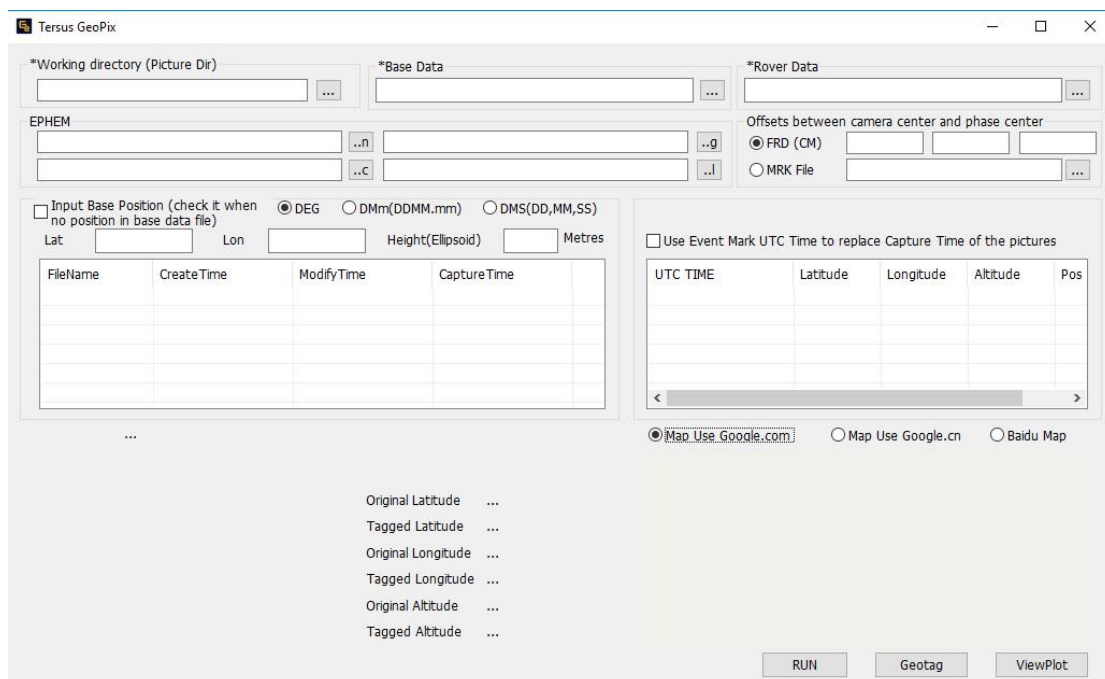 Tersus GeoPix
*Working directory (Picture Dir)
*Base Data
*Rover Data
...
...
...
EPHEM
Offsets between camera center and phase center
..n
..g
FRD (CM)
..c
..l
MRK File
...
Input Base Position (check it when
no position in base data file)
DEG
DMm(DDMM.mm)
DMS(DD,MM,SS)
Lat
Lon
Height(Ellipsoid)
Metres
Use Event Mark UTC Time to replace Capture Time of the pictures
FileName
CreateTime
ModifyTime
CaptureTime
UTC TIME
Latitude
Longitude
Altitude
Pos
...
Map Use Google.com
Map Use Google.cn
Baidu Map
Original Latitude ...
Tagged Latitude ...
Original Longitude ...
Tagged Longitude ...
Original Altitude ...
Tagged Altitude ...
RUN
Geotag
ViewPlot